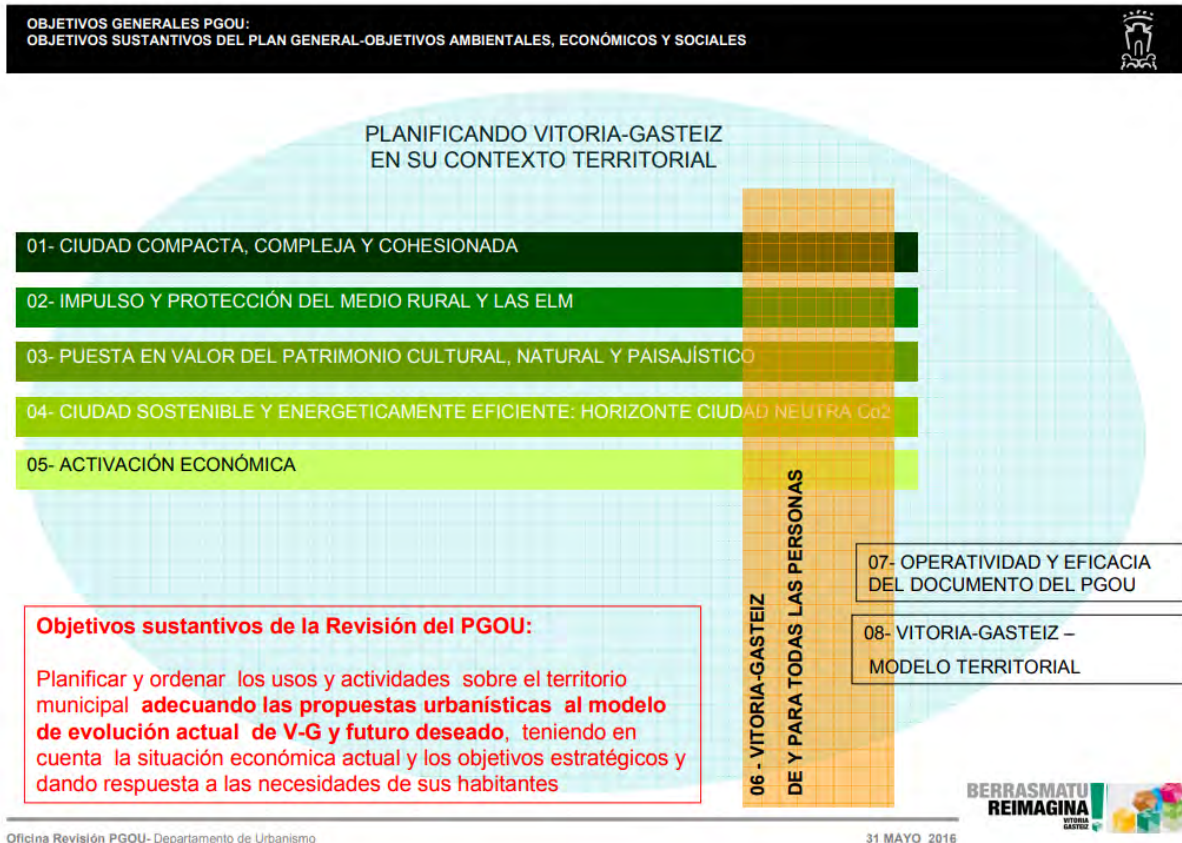 OBJETIVOS GENERALES PGOU:
OBJETIVOS SUSTANTIVOS DEL PLAN GENERAL-OBJETIVOS AMBIENTALES, ECONÓMICOS Y SOCIALES
PLANIFICANDO VITORIA-GASTEIZ
EN SU CONTEXTO TERRITORIAL
01- CIUDAD COMPACTA, COMPLEJA Y COHESIONADA
02- IMPULSO Y PROTECCIÓN DEL MEDIO RURAL Y LAS ELM
03- PUESTA EN VALOR DEL PATRIMONIO CULTURAL, NATURAL Y PAISAJÍSTICO
04- CIUDAD SOSTENIBLE Y ENERGETICAMENTE EFICIENTE: HORIZONTE CIUDAD NEUTRA Co2
05- ACTIVACIÓN ECONÓMICA
06 - VITORIA-GASTEIZ
DE Y PARA TODAS LAS PERSONAS
07- OPERATIVIDAD Y EFICACIA
DEL DOCUMENTO DEL PGOU
08- VITORIA-GASTEIZ –
MODELO TERRITORIAL
Objetivos sustantivos de la Revisión del PGOU:
Planificar y ordenar los usos y actividades sobre el territorio
municipal adecuando las propuestas urbanísticas al modelo
de evolución actual de V-G y futuro deseado, teniendo en
cuenta la situación económica actual y los objetivos estratégicos y
dando respuesta a las necesidades de sus habitantes
BERRASMATU
REIMAGINA
VITORIA
GASTEIZ
Oficina Revisión PGOU- Departamento de Urbanismo
31 MAYO 2016